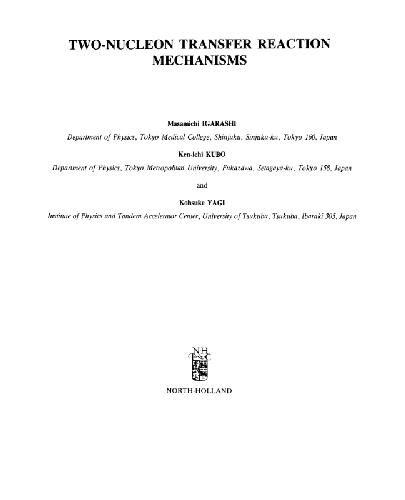 TWO-NUCLEON TRANSFER REACTION
MECHANISMS
Masamichi IGARASHI
Department of Physics, Tokyo Medical College, Shinjuku, Sinjuku-ku, Tokyo 160, Japan
Ken-ichi KUBO
Department of Physics, Tokyo Metropolitan University, Fukazawa, Setagaya-ku, Tokyo 158, Japan
and
Kohsuke YAGI
Institute of Physics and Tandem Accelerator Center, University of Tsukuba, Tsukuba, Ibaraki 305, Japan
NH
NORTH-HOLLAND